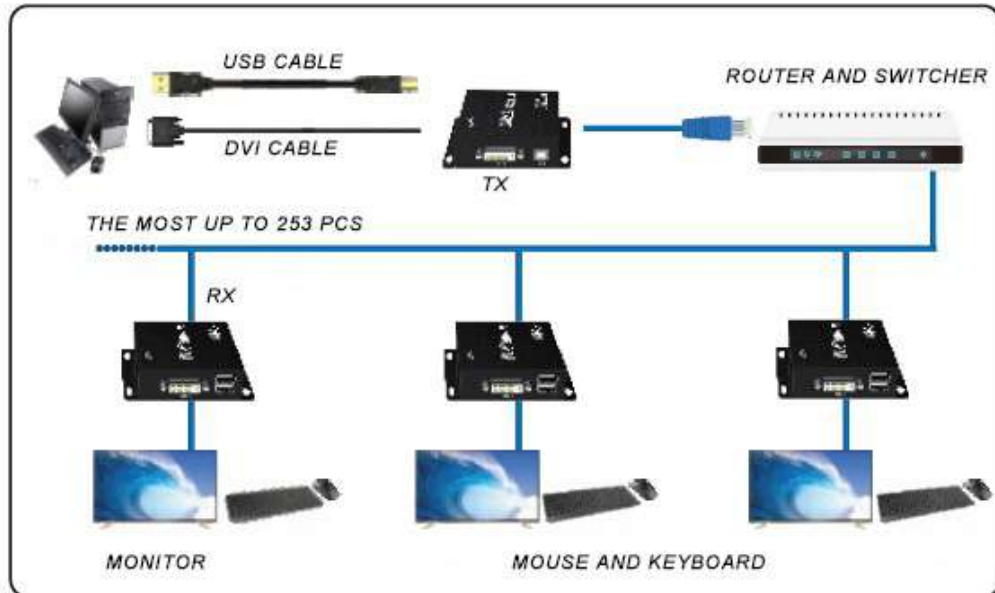 USB CABLE
ROUTER AND SWITCHER
DVI CABLE
TX
THE MOST UP TO 253 PCS
RX
MONITOR
MOUSE AND KEYBOARD